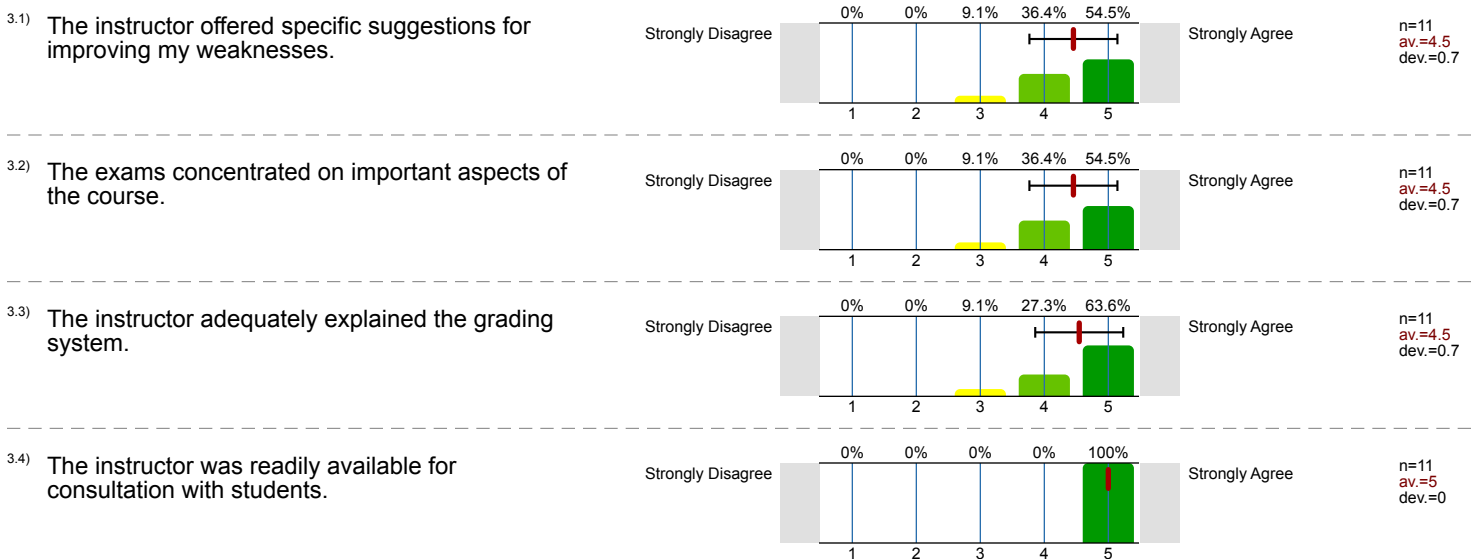 3.1) The instructor offered specific suggestions for
improving my weaknesses.
Strongly Disagree
0% 0% 9.1% 36.4% 54.5%
1 2 3 4 5
Strongly Agree
n=11
av.=4.5
dev.=0.7
3.2) The exams concentrated on important aspects of
the course.
Strongly Disagree
0% 0% 9.1% 36.4% 54.5%
1 2 3 4 5
Strongly Agree
n=11
av.=4.5
dev.=0.7
3.3) The instructor adequately explained the grading
system.
Strongly Disagree
0% 0% 9.1% 27.3% 63.6%
1 2 3 4 5
Strongly Agree
n=11
av.=4.5
dev.=0.7
3.4) The instructor was readily available for
consultation with students.
Strongly Disagree
0% 0% 0% 0% 100%
1 2 3 4 5
Strongly Agree
n=11
av.=5
dev.=0